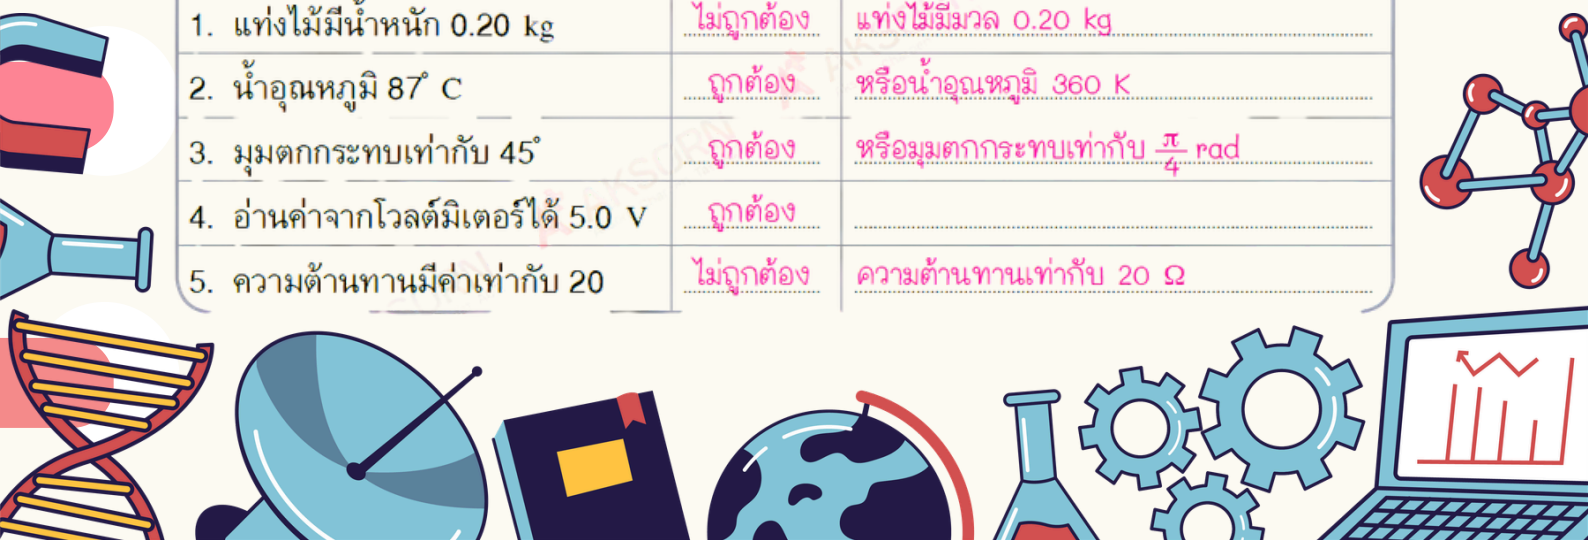 1. แท่งไม้มีน้ำหนัก 0.20 kg ไม่ถูกต้อง แท่งไม้มีมวล 0.20 kg
2. น้ำอุณหภูมิ 87° C ถูกต้อง หรือน้ำอุณหภูมิ 360 K
3. มุมตกกระทบเท่ากับ 45° ถูกต้อง หรือมุมตกกระทบเท่ากับ π/4 rad
4. อ่านค่าจากโวลต์มิเตอร์ได้ 5.0 V ถูกต้อง
5. ความต้านทานมีค่าเท่ากับ 20 ไม่ถูกต้อง ความต้านทานเท่ากับ 20 Ω